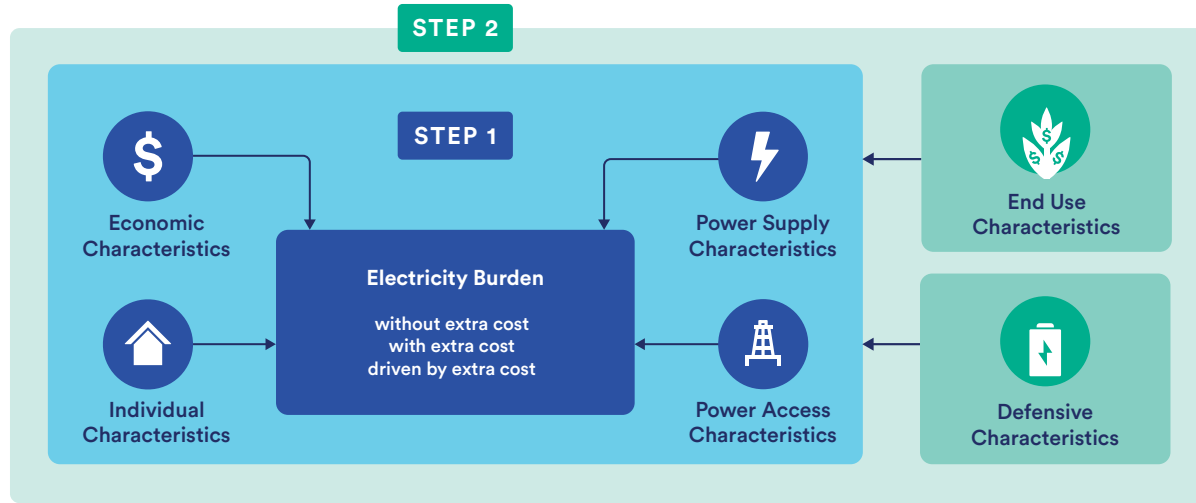 STEP 2
STEP 1
$
Economic
Characteristics
Power Supply
Characteristics
$
$ $
End Use
Characteristics
Electricity Burden
without extra cost
with extra cost
driven by extra cost
Individual
Characteristics
Power Access
Characteristics
Defensive
Characteristics